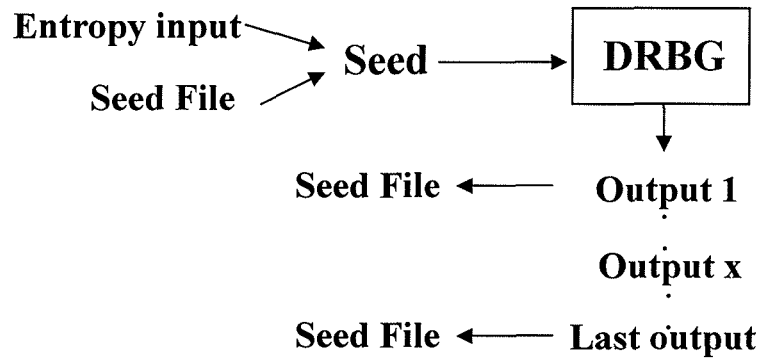 Entropy input
Seed
DRBG
Seed File
Seed File
Output 1
Output x
Seed File
Last output